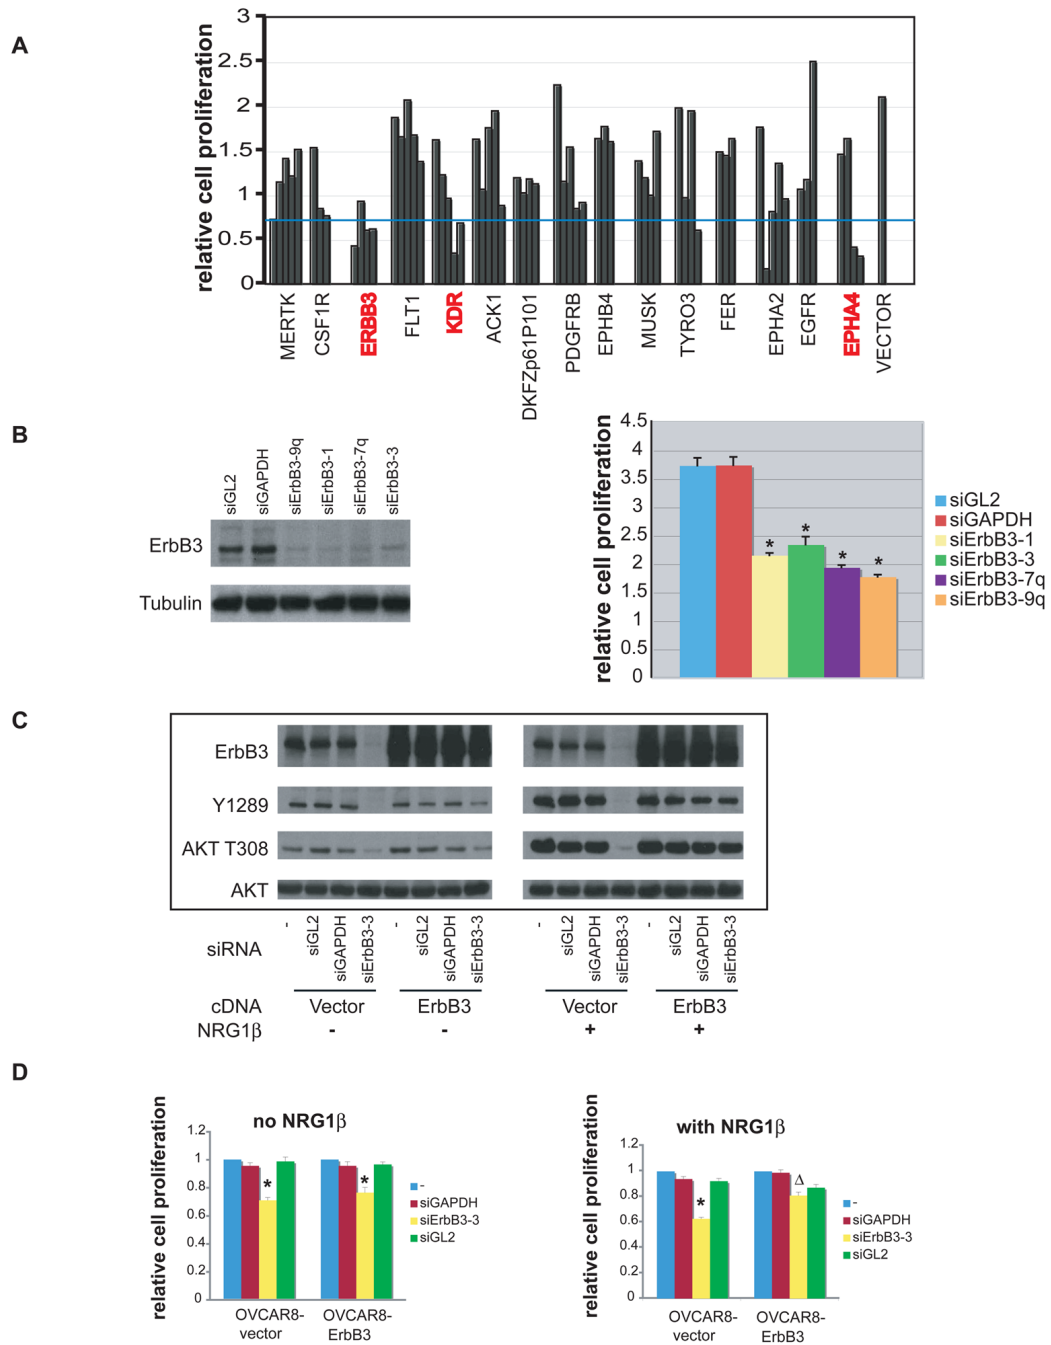 A
relative cell proliferation
3
2.5
2
1.5
1
0.5
0
MERTK
CSF1R
ERBB3
FLT1
KDR
ACK1
DKFZp61P101
PDGFRB
EPHB4
MUSK
TYRO3
FER
EPHA2
EGFR
EPHA4
VECTOR
B
siGL2
siGAPDH
siErbB3-9q
siErbB3-1
siErbB3-7q
siErbB3-3
ErbB3
Tubulin
relative cell proliferation
4.5
4
3.5
3
2.5
2
1.5
1
0.5
0
* * * *
siGL2
siGAPDH
siErbB3-1
siErbB3-3
siErbB3-7q
siErbB3-9q
C
ErbB3
Y1289
AKT T308
AKT
siRNA
- siGL2 siGAPDH siErbB3-3 - siGL2 siGAPDH siErbB3-3 - siGL2 siGAPDH siErbB3-3 - siGL2 siGAPDH siErbB3-3
cDNA Vector ErbB3 Vector ErbB3
NRG1β - - + +
D
no NRG1β
relative cell proliferation
1.2
1
0.8
0.6
0.4
0.2
0
* *
-
siGAPDH
siErbB3-3
siGL2
OVCAR8-
vector
OVCAR8-
ErbB3
with NRG1β
relative cell proliferation
1.2
1
0.8
0.6
0.4
0.2
0
* Δ
-
siGAPDH
siErbB3-3
siGL2
OVCAR8-
vector
OVCAR8-
ErbB3